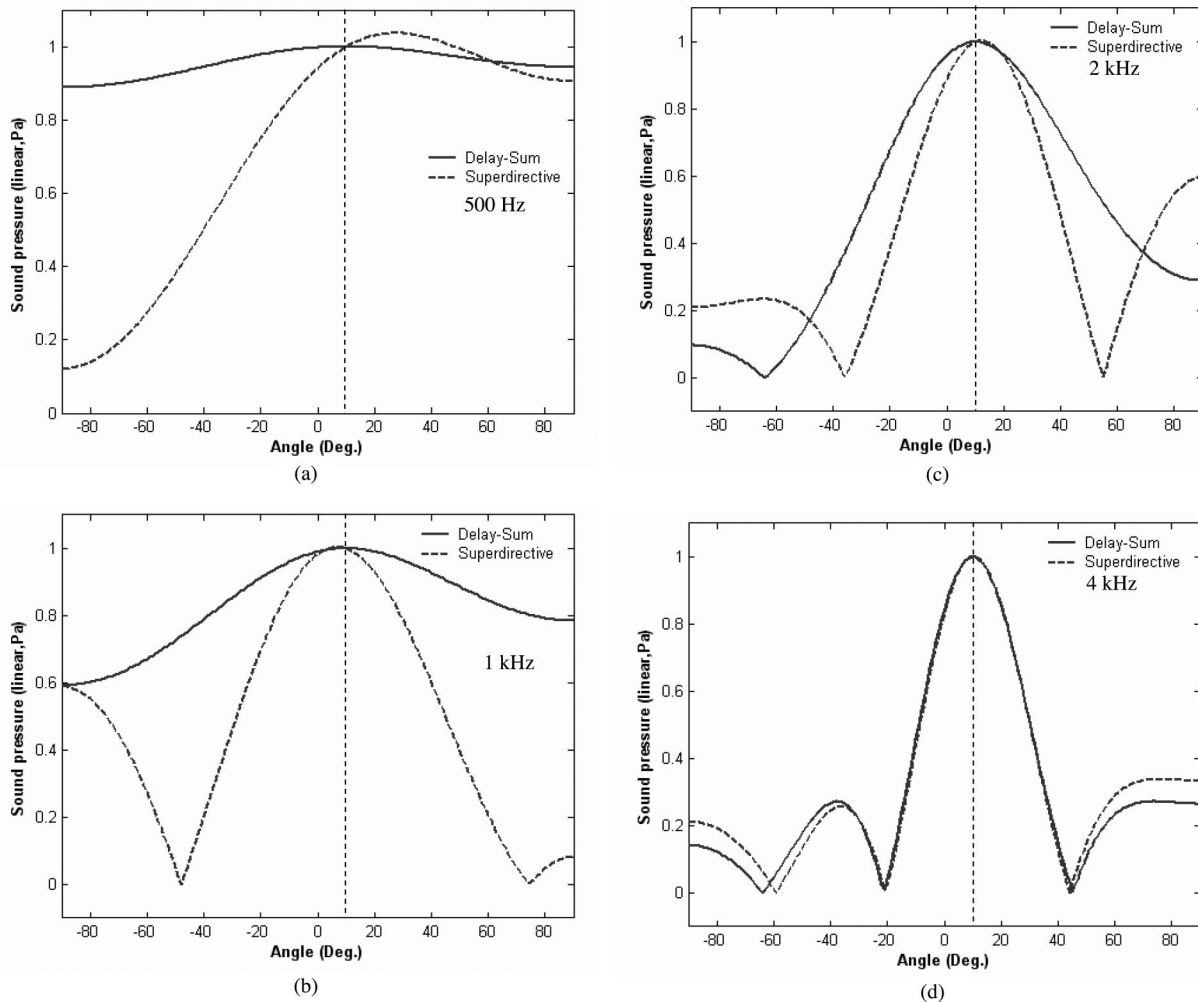 1
0.8
0.6
0.4
0.2
0
Sound pressure (linear,Pa)
Delay-Sum
Superdirective
500 Hz
-80 -60 -40 -20 0 20 40 60 80
Angle (Deg.)
(a)
1
0.8
0.6
0.4
0.2
0
Sound pressure (linear,Pa)
Delay-Sum
Superdirective
1 kHz
-80 -60 -40 -20 0 20 40 60 80
Angle (Deg.)
(b)
1
0.8
0.6
0.4
0.2
0
Sound pressure (linear,Pa)
Delay-Sum
Superdirective
2 kHz
-80 -60 -40 -20 0 20 40 60 80
Angle (Deg.)
(c)
1
0.8
0.6
0.4
0.2
0
Sound pressure (linear,Pa)
Delay-Sum
Superdirective
4 kHz
-80 -60 -40 -20 0 20 40 60 80
Angle (Deg.)
(d)